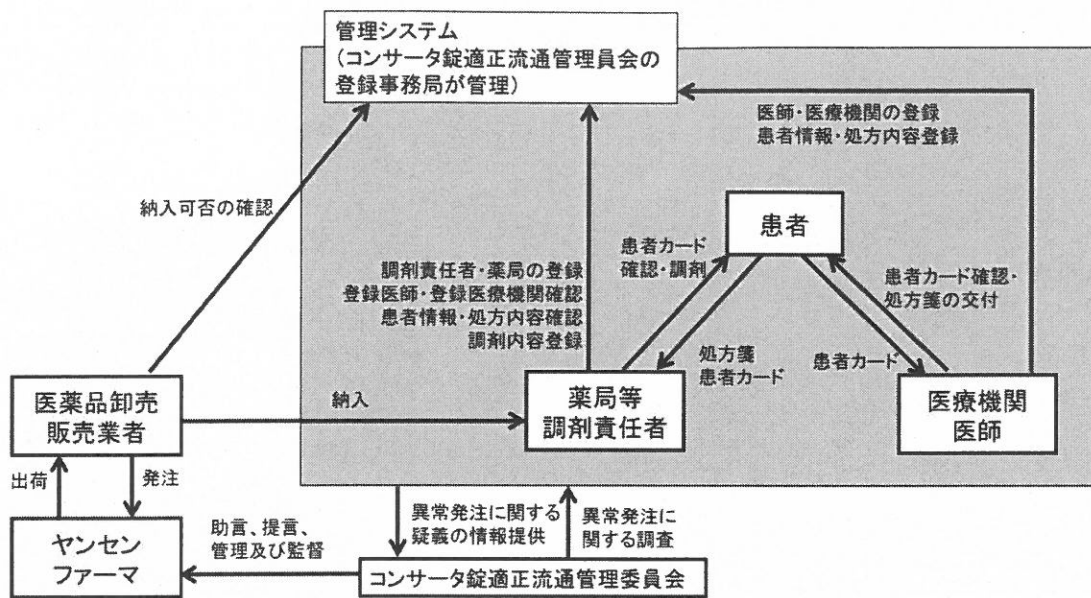 管理システム
（コンサータ錠適正流通管理員会の
登録事務局が管理）
医師・医療機関の登録
患者情報・処方内容登録
納入可否の確認
患者
患者カード
確認・調剤
患者カード確認・
処方箋の交付
調剤責任者・薬局の登録
登録医師・登録医療機関確認
患者情報・処方内容確認
調剤内容登録
処方箋
患者カード
患者カード
医薬品卸売
販売業者
納入
薬局等
調剤責任者
医療機関
医師
出荷
発注
異常発注に関する
疑義の情報提供
異常発注に
関する調査
ヤンセン
ファーマ
助言、提言、
管理及び監督
コンサータ錠適正流通管理委員会